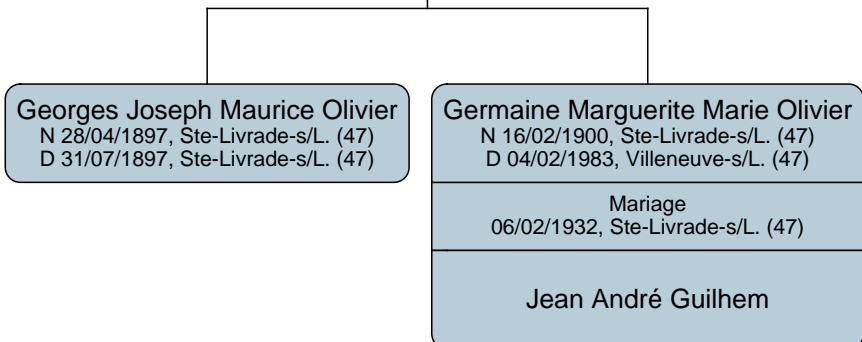 Georges Joseph Maurice Olivier
N 28/04/1897, Ste-Livrade-s/L. (47)
D 31/07/1897, Ste-Livrade-s/L. (47)
Germaine Marguerite Marie Olivier
N 16/02/1900, Ste-Livrade-s/L. (47)
D 04/02/1983, Villeneuve-s/L. (47)
Mariage
06/02/1932, Ste-Livrade-s/L. (47)
Jean André Guilhem